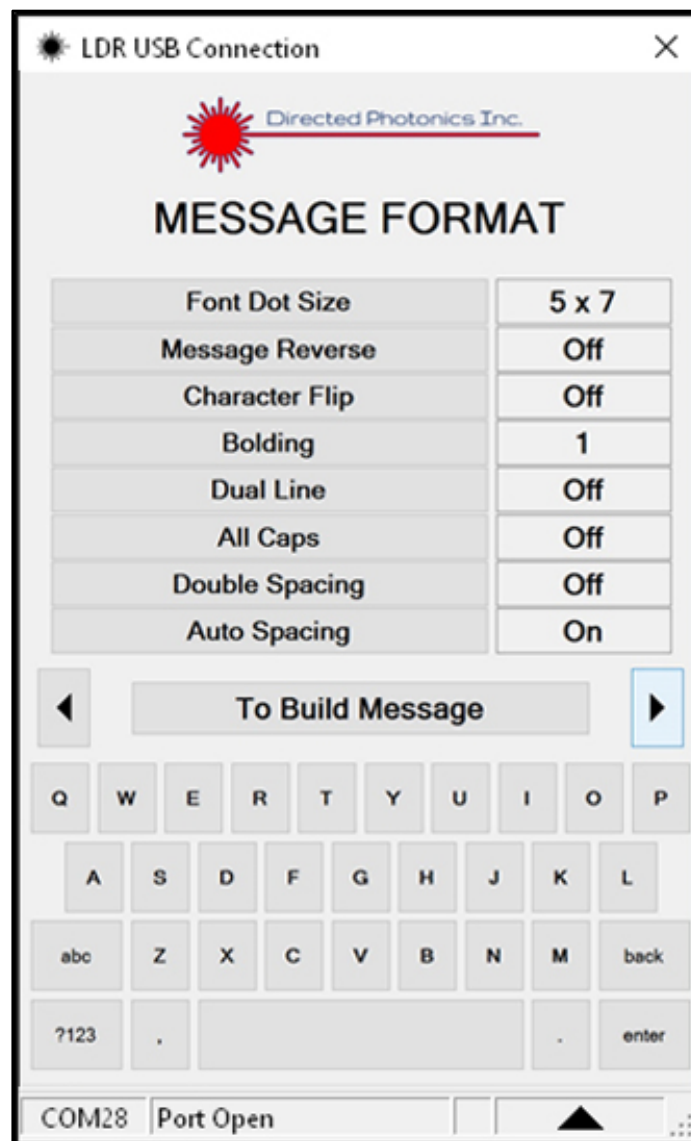 LDR USB Connection
Directed Photonics Inc.
MESSAGE FORMAT
Font Dot Size 5 x 7
Message Reverse Off
Character Flip Off
Bolding 1
Dual Line Off
All Caps Off
Double Spacing Off
Auto Spacing On
To Build Message
Q W E R T Y U I O P
A S D F G H J K L
abc Z X C V B N M back
?123 , . enter
COM28 Port Open